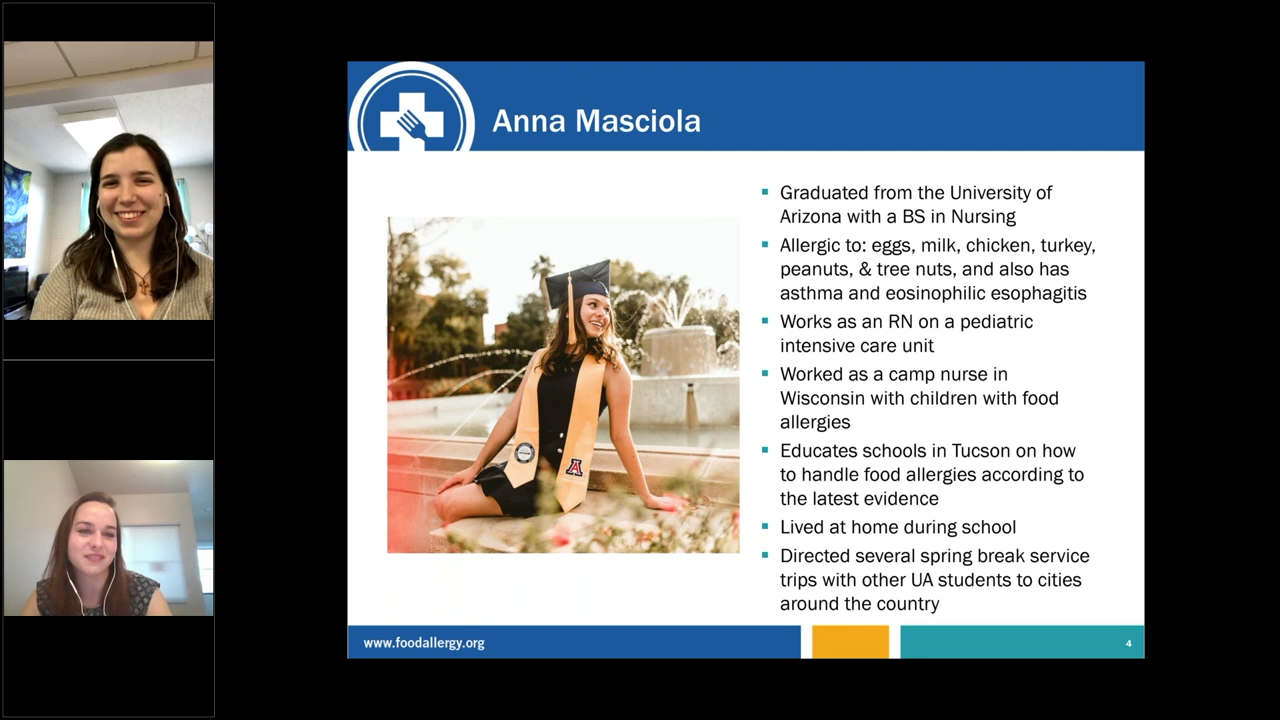 Anna Masciola
Graduated from the University of
Arizona with a BS in Nursing
Allergic to: eggs, milk, chicken, turkey,
peanuts, & tree nuts, and also has
asthma and eosinophilic esophagitis
Works as an RN on a pediatric
intensive care unit
Worked as a camp nurse in
Wisconsin with children with food
allergies
Educates schools in Tucson on how
to handle food allergies according to
the latest evidence
Lived at home during school
Directed several spring break service
trips with other UA students to cities
around the country
A
www.foodallergy.org
4